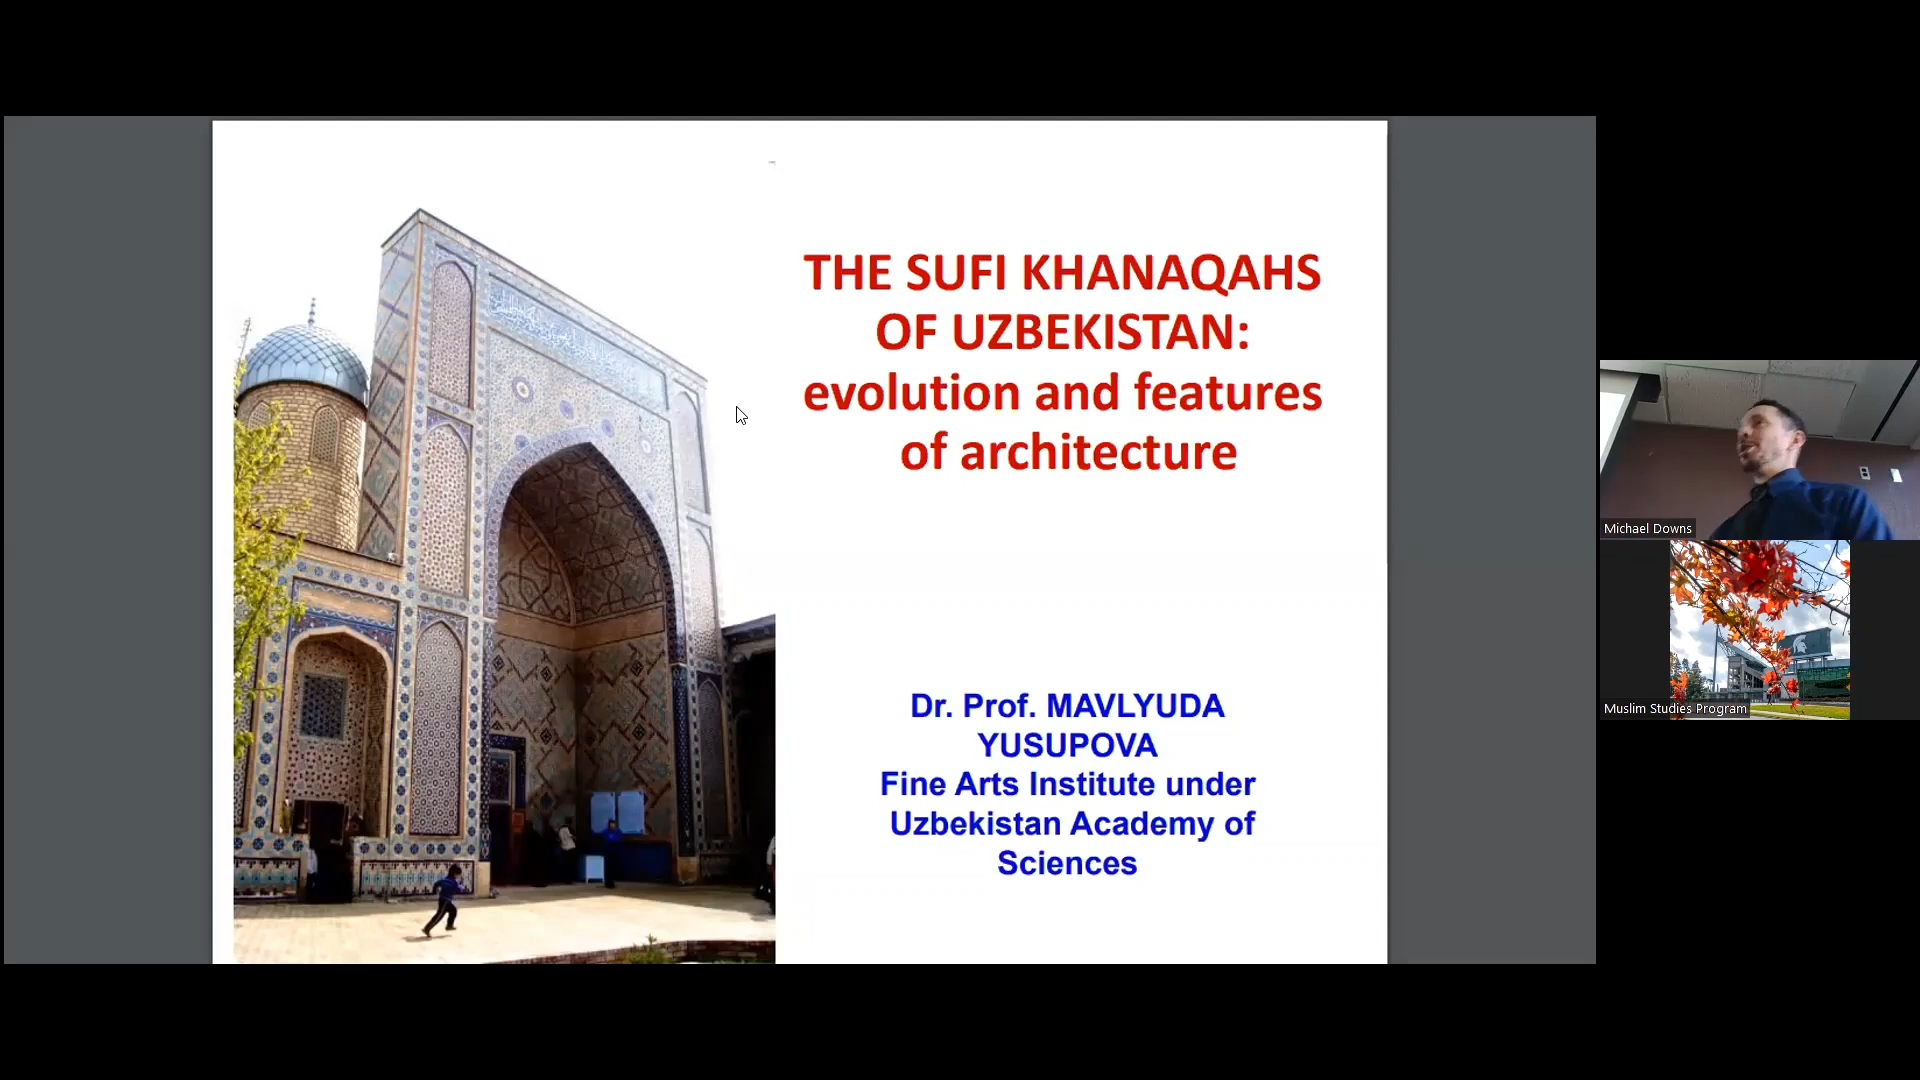 THE SUFI KHANAQAHS
OF UZBEKISTAN:
evolution and features
of architecture
Dr. Prof. MAVLYUDA
YUSUPOVA
Fine Arts Institute under
Uzbekistan Academy of
Sciences
Michael Downs
Muslim Studies Program